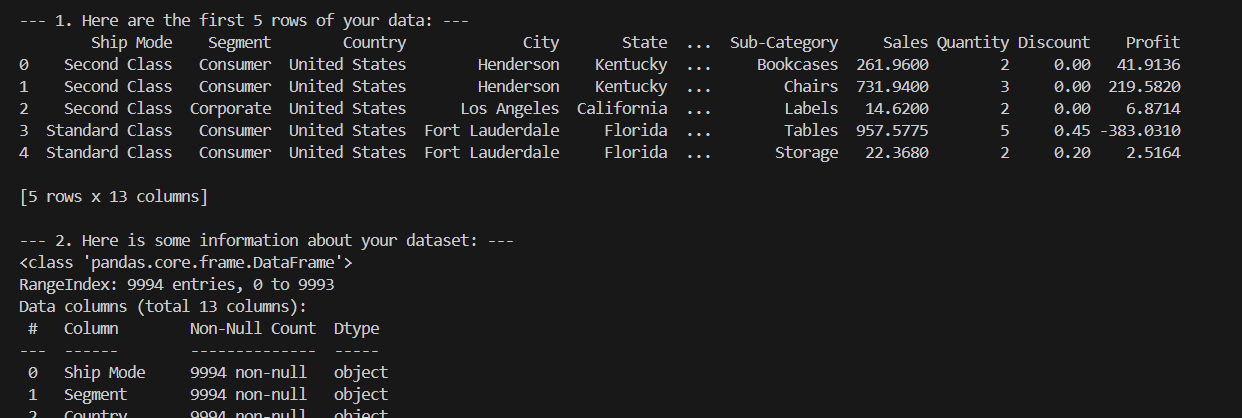 --- 1. Here are the first 5 rows of your data: ---
        Ship Mode    Segment        Country             City       State  ...  Sub-Category     Sales Quantity Discount    Profit
0    Second Class   Consumer  United States        Henderson    Kentucky  ...     Bookcases  261.9600        2     0.00   41.9136
1    Second Class   Consumer  United States        Henderson    Kentucky  ...        Chairs  731.9400        3     0.00  219.5820
2    Second Class  Corporate  United States      Los Angeles  California  ...        Labels   14.6200        2     0.00    6.8714
3  Standard Class   Consumer  United States  Fort Lauderdale     Florida  ...        Tables  957.5775        5     0.45 -383.0310
4  Standard Class   Consumer  United States  Fort Lauderdale     Florida  ...       Storage   22.3680        2     0.20    2.5164
[5 rows x 13 columns]
--- 2. Here is some information about your dataset: ---
<class 'pandas.core.frame.DataFrame'>
RangeIndex: 9994 entries, 0 to 9993
Data columns (total 13 columns):
 #   Column        Non-Null Count  Dtype
---  ------        --------------  -----
 0   Ship Mode     9994 non-null   object
 1   Segment       9994 non-null   object
 2   Country       9994 non-null   object